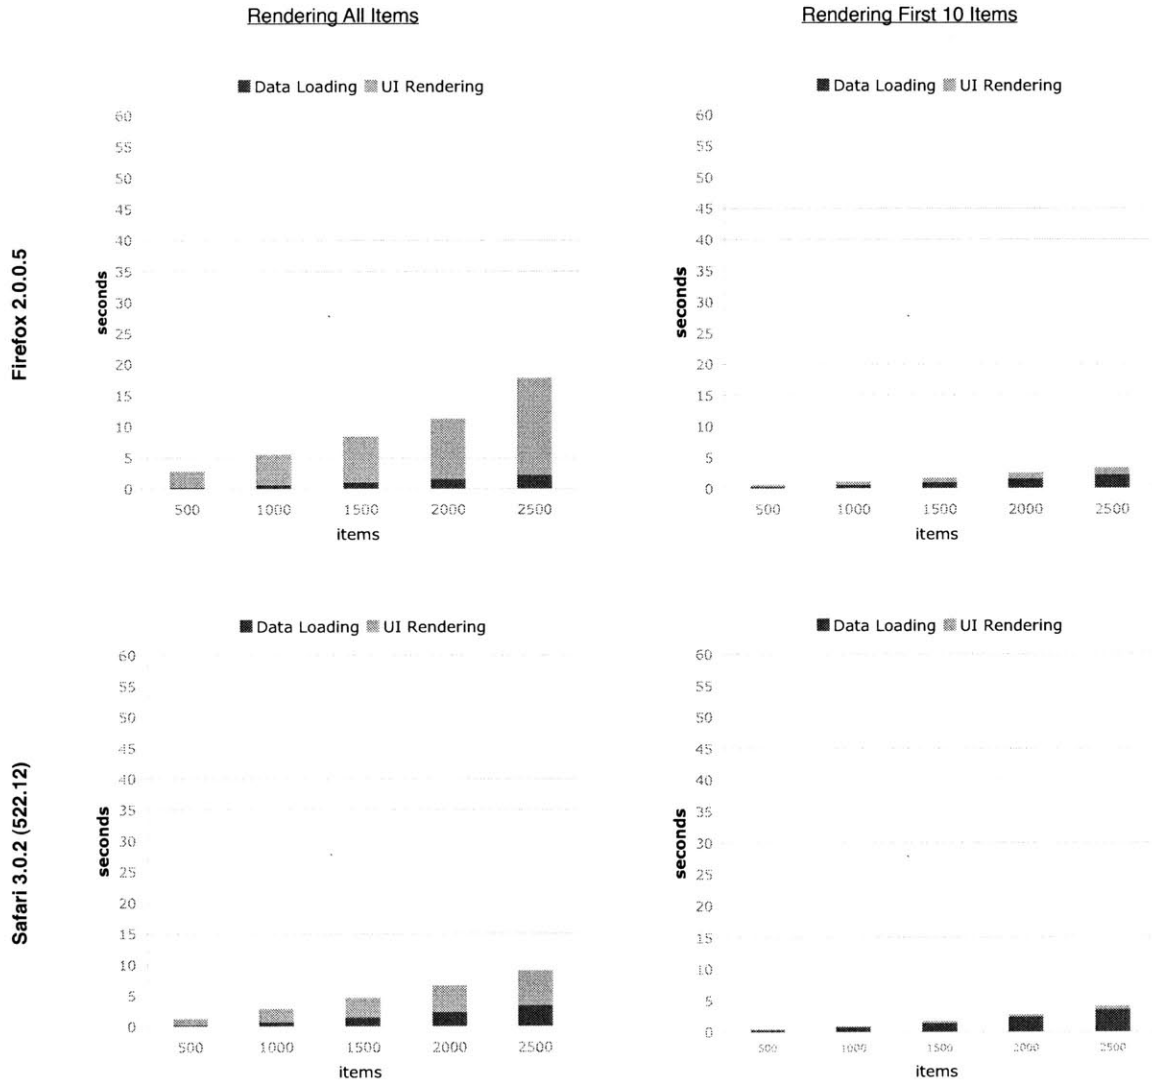 Rendering All Items
Rendering First 10 Items
Firefox 2.0.0.5
Data Loading UI Rendering
60
55
50
45
40
35
30
25
20
15
10
5
0
seconds
500 1000 1500 2000 2500
items
Data Loading UI Rendering
60
55
50
45
40
35
30
25
20
15
10
5
0
seconds
500 1000 1500 2000 2500
items
Safari 3.0.2 (522.12)
Data Loading UI Rendering
60
55
50
45
40
35
30
25
20
15
10
5
0
seconds
500 1000 1500 2000 2500
items
Data Loading UI Rendering
60
55
50
45
40
35
30
25
20
15
10
5
0
seconds
500 1000 1500 2000 2500
items